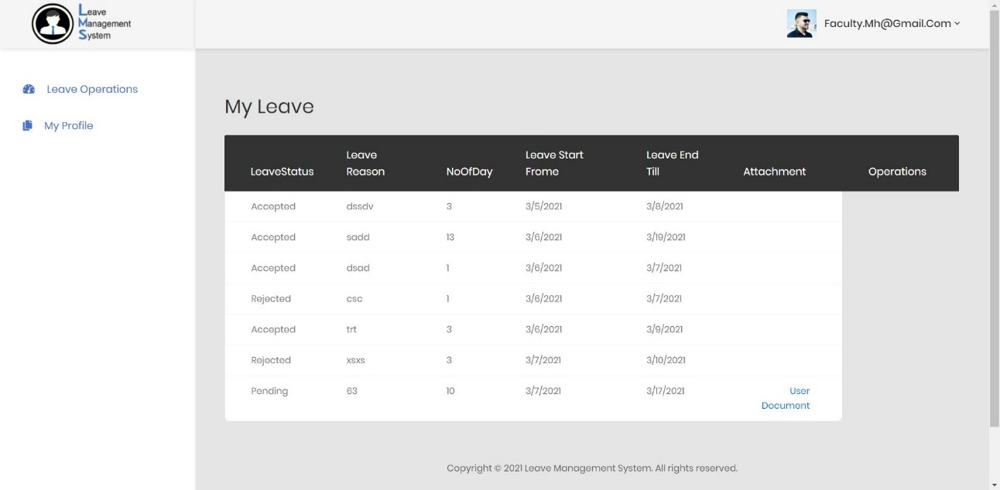 Leave
Management
System
Faculty.Mh@Gmail.Com
Leave Operations
My Profile
My Leave
LeaveStatus Leave Reason NoOfDay Leave Start Frome Leave End Till Attachment Operations
Accepted dssdv 3 3/5/2021 3/8/2021
Accepted sadd 13 3/6/2021 3/19/2021
Accepted dsad 1 3/6/2021 3/7/2021
Rejected csc 1 3/6/2021 3/7/2021
Accepted trt 3 3/6/2021 3/9/2021
Rejected xsxs 3 3/7/2021 3/10/2021
Pending 63 10 3/7/2021 3/17/2021 User
Document
Copyright © 2021 Leave Management System. All rights reserved.